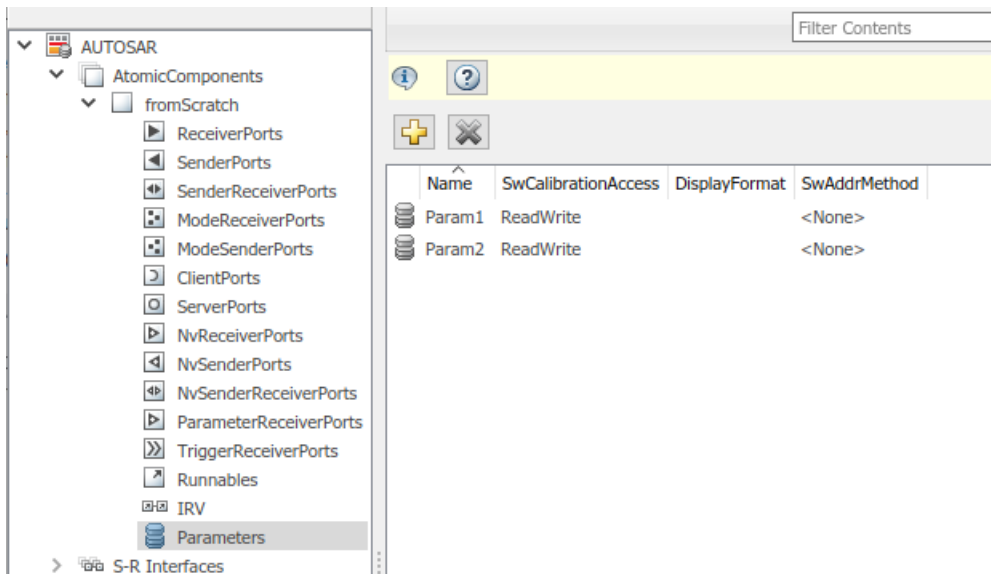 AUTOSAR
AtomicComponents
fromScratch
ReceiverPorts
SenderPorts
SenderReceiverPorts
ModeReceiverPorts
ModeSenderPorts
ClientPorts
ServerPorts
NvReceiverPorts
NvSenderPorts
NvSenderReceiverPorts
ParameterReceiverPorts
TriggerReceiverPorts
Runnables
IRV
Parameters
S-R Interfaces
Filter Contents
Name SwCalibrationAccess DisplayFormat SwAddrMethod
Param1 ReadWrite <None>
Param2 ReadWrite <None>